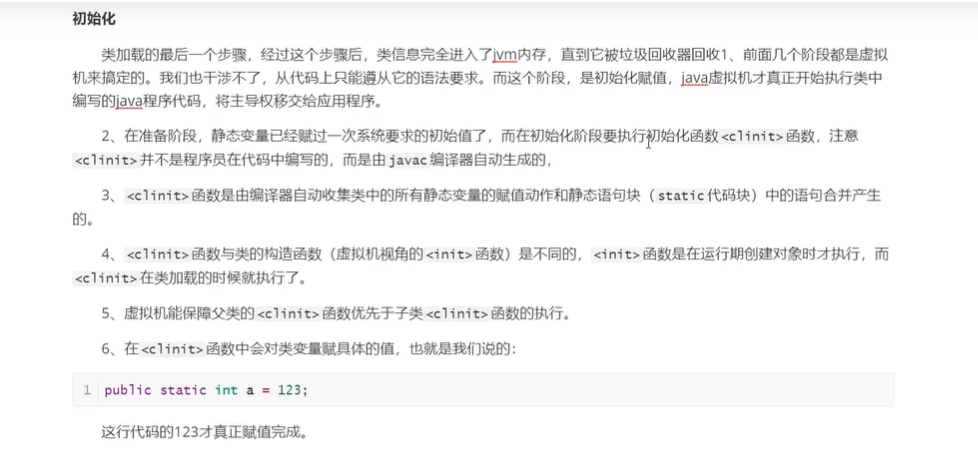 初始化
类加载的最后一个步骤，经过这个步骤后，类信息完全进入了jvm内存，直到它被垃圾回收器回收1、前面几个阶段都是虚拟
机来搞定的。我们也干涉不了，从代码上只能遵从它的语法要求。而这个阶段，是初始化赋值，java虚拟机才真正开始执行类中
编写的java程序代码，将主导权移交给应用程序。
2、在准备阶段，静态变量已经赋过一次系统要求的初始值了，而在初始化阶段要执行初始化函数<clinit>函数，注意
<clinit>并不是程序员在代码中编写的，而是由javac编译器自动生成的，
3、<clinit>函数是由编译器自动收集类中的所有静态变量的赋值动作和静态语句块（static代码块）中的语句合并产生
的。
4、<clinit>函数与类的构造函数（虚拟机视角的<init>函数）是不同的，<init>函数是在运行期创建对象时才执行，而
<clinit>在类加载的时候就执行了。
5、虚拟机能保障父类的<clinit>函数优先于子类<clinit>函数的执行。
6、在<clinit>函数中会对类变量赋具体的值，也就是我们说的：
1 public static int a = 123;
这行代码的123才真正赋值完成。